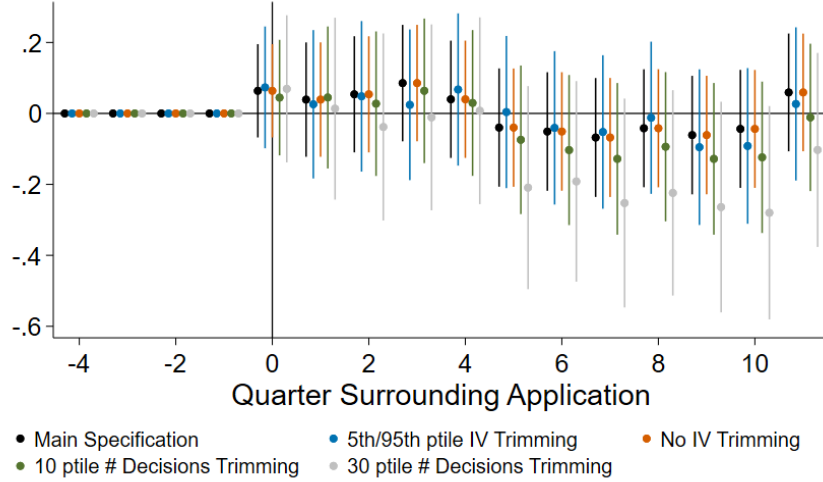 .2
0
-.2
-.4
-.6
-4 -2 0 2 4 6 8 10
Quarter Surrounding Application
Main Specification 5th/95th ptile IV Trimming No IV Trimming
10 ptile # Decisions Trimming 30 ptile # Decisions Trimming